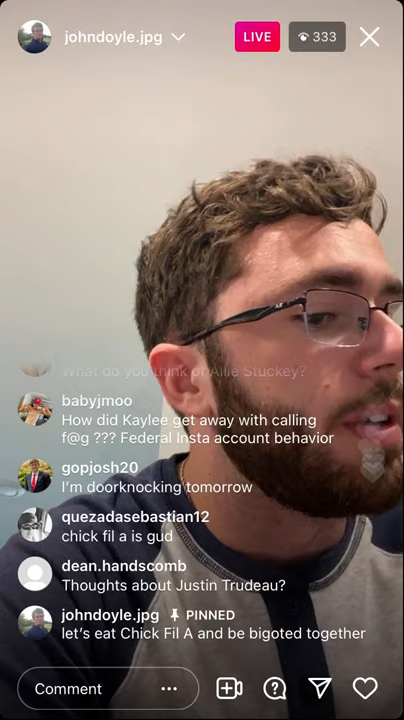 johndoyle.jpg
LIVE
333
What do you think of Allie Stuckey?
babyjmoo
How did Kaylee get away with calling
f@g ??? Federal Insta account behavior
gopjosh20
I'm doorknocking tomorrow
quezadasebastian12
chick fil a is gud
dean.handscomb
Thoughts about Justin Trudeau?
johndoyle.jpg PINNED
let's eat Chick Fil A and be bigoted together
Comment